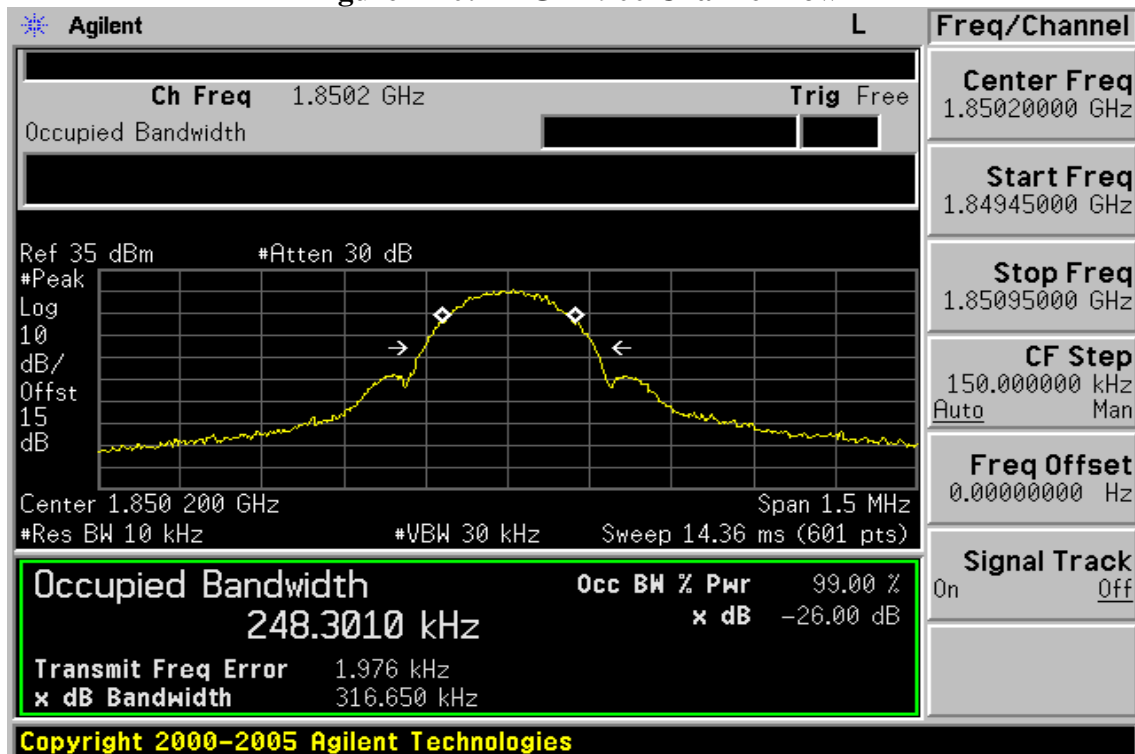 Agilent L Freq/Channel
Ch Freq 1.8502 GHz Trig Free
Occupied Bandwidth
Center Freq
1.85020000 GHz
Start Freq
1.84945000 GHz
Ref 35 dBm #Atten 30 dB
#Peak
Log
10
dB/
Offst
15
dB
Stop Freq
1.85095000 GHz
CF Step
150.000000 kHz
Auto Man
Freq Offset
0.00000000 Hz
Center 1.850 200 GHz Span 1.5 MHz
#Res BW 10 kHz #VBW 30 kHz Sweep 14.36 ms (601 pts)
Signal Track
On Off
Occupied Bandwidth Occ BW % Pwr 99.00 %
248.3010 kHz x dB -26.00 dB
Transmit Freq Error 1.976 kHz
x dB Bandwidth 316.650 kHz
Copyright 2000-2005 Agilent Technologies